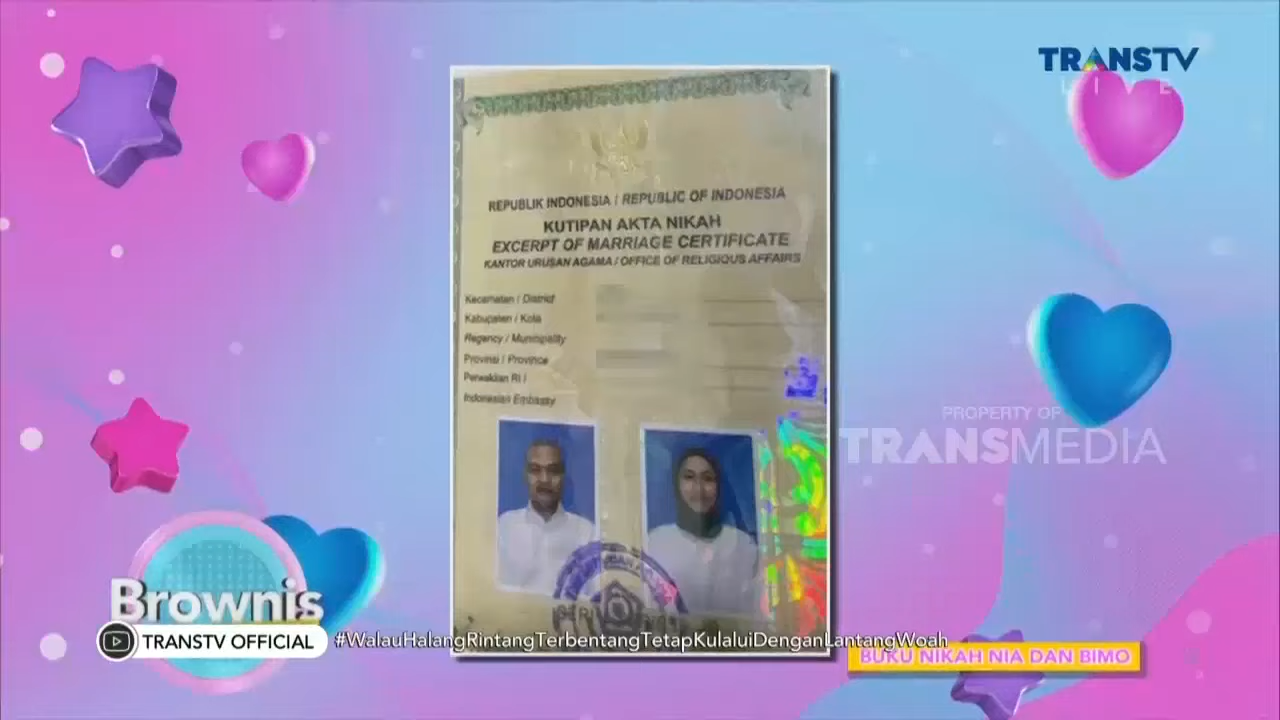 TRANSTV
LIVE
REPUBLIK INDONESIA / REPUBLIC OF INDONESIA
KUTIPAN AKTA NIKAH
EXCERPT OF MARRIAGE CERTIFICATE
KANTOR URUSAN AGAMA / OFFICE OF RELIGIOUS AFFAIRS
Kecamatan / District
Kabupaten / Kota
Regency / Municipality
Provinsi / Province
Perwakilan RI /
Indonesian Embassy
PROPERTY OF
TRANSMEDIA
Brownis
TRANSTV OFFICIAL
#WalauHalangRintangTerbentangTetapKulaluiDenganLantangWoah
BUKU NIKAH NIA DAN BIMO